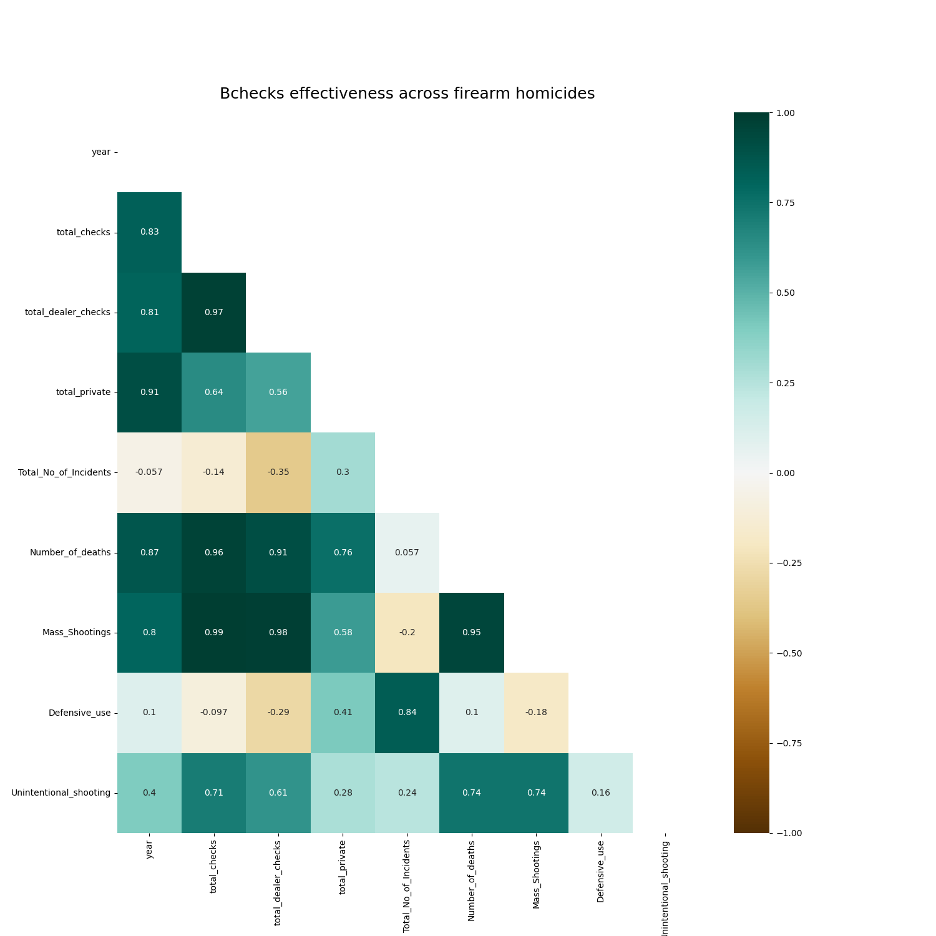 Bchecks effectiveness across firearm homicides
year
total_checks 0.83
total_dealer_checks 0.81 0.97
total_private 0.91 0.64 0.56
Total_No_of_Incidents -0.057 -0.14 -0.35 0.3
Number_of_deaths 0.87 0.96 0.91 0.76 0.057
Mass_Shootings 0.8 0.99 0.98 0.58 -0.2 0.95
Defensive_use 0.1 -0.097 -0.29 0.41 0.84 0.1 -0.18
Unintentional_shooting 0.4 0.71 0.61 0.28 0.24 0.74 0.74 0.16
year
total_checks
total_dealer_checks
total_private
Total_No_of_Incidents
Number_of_deaths
Mass_Shootings
Defensive_use
nintentional_shooting
1.00
0.75
0.50
0.25
0.00
-0.25
-0.50
-0.75
-1.00